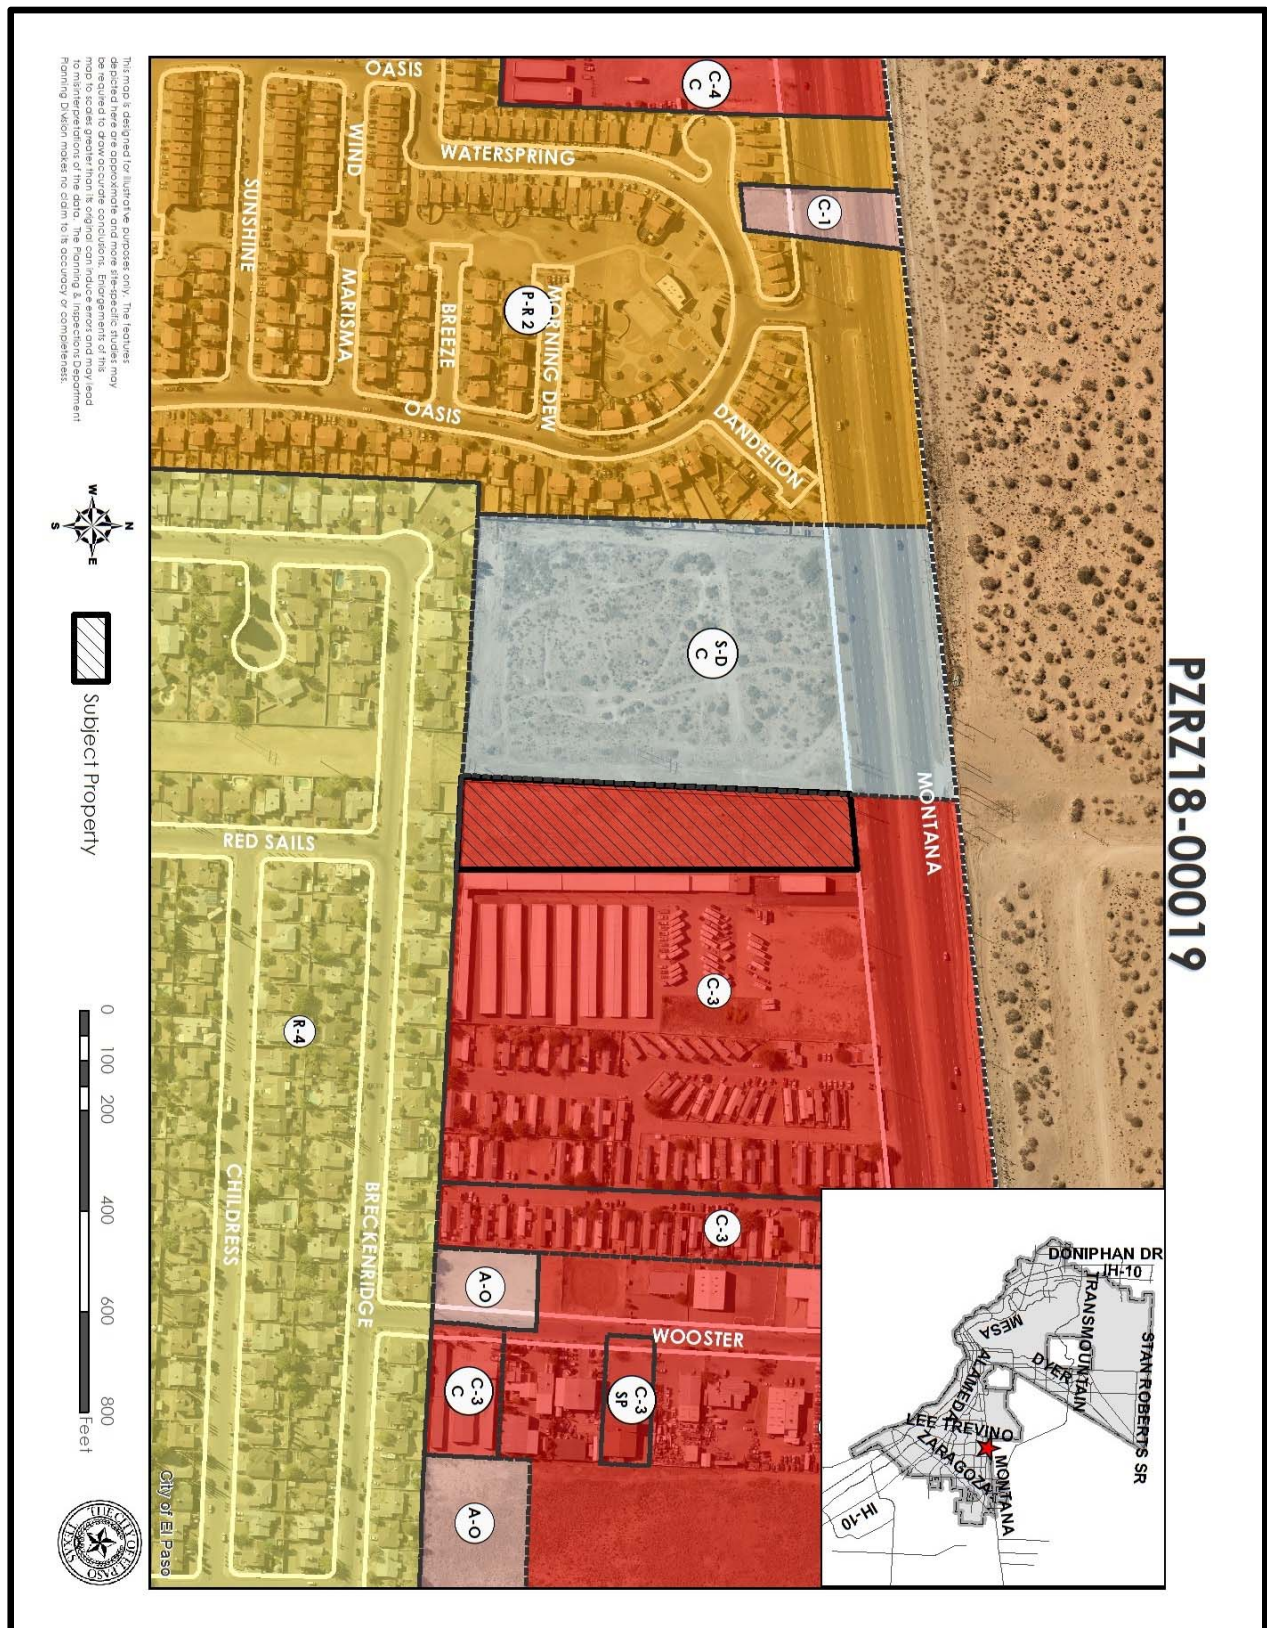 PZRZ18-00019
C-4
C
C-1
OASIS
WIND
WATERSPRING
SUNSHINE
MARISMA
BREEZE
P-R 2
MORNING DEW
OASIS
DANDELION
S-D
C
MONTANA
RED SAILS
C-3
R-4
CHILDRESS
BRECKENRIDGE
C-3
A-O
WOOSTER
C-3
C
C-3
SP
A-O
DONIPHAN DR
IH-10
TRANSMOUNTAIN
STAN ROBERTS SR
MESA
DYER
ALAMEDA
LEE TREVINO
ZARAGOZA
MONTANA
IH-10
City of El Paso
This map is designed for illustrative purposes only. The features
depicted here are approximate and more site-specific studies may
be required to draw accurate conclusions. Enlargements of this
map to scales greater than its original can induce errors and may lead
to misinterpretations of the data. The Planning & Inspections Department
Planning Division makes no claim to its accuracy or completeness.
N
W
E
S
Subject Property
0 100 200 400 600 800
Feet
THE CITY OF EL PASO
TEXAS